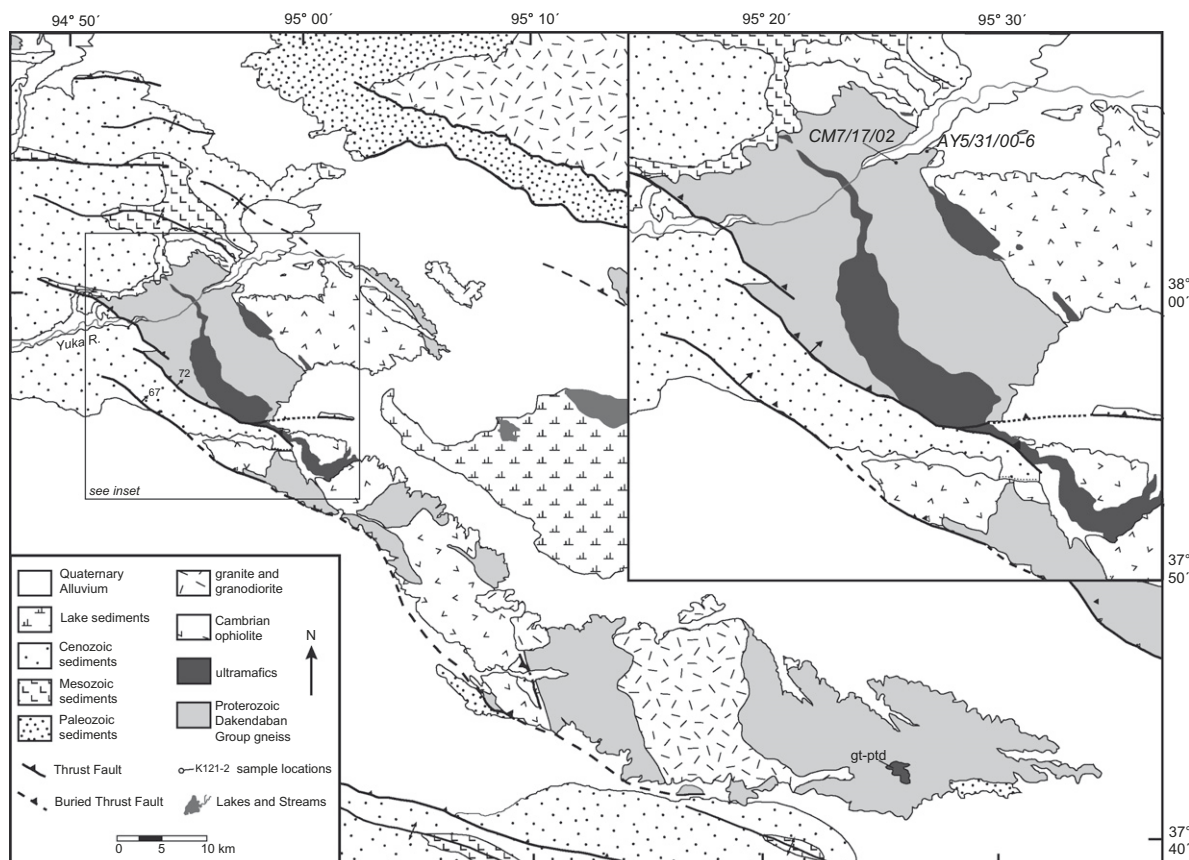 94° 50'
95° 00'
95° 10'
95° 20'
95° 30'
CM7/17/02
AY5/31/00-6
38°
00'
Yuka R.
72
67
see inset
37°
50'
Quaternary
Alluvium
Lake sediments
Cenozoic
sediments
Mesozoic
sediments
Paleozoic
sediments
Thrust Fault
Buried Thrust Fault
0 5 10 km
granite and
granodiorite
Cambrian
ophiolite
ultramafics
Proterozoic
Dakendaban
Group gneiss
K121-2 sample locations
Lakes and Streams
N
gt-ptd
37°
40'